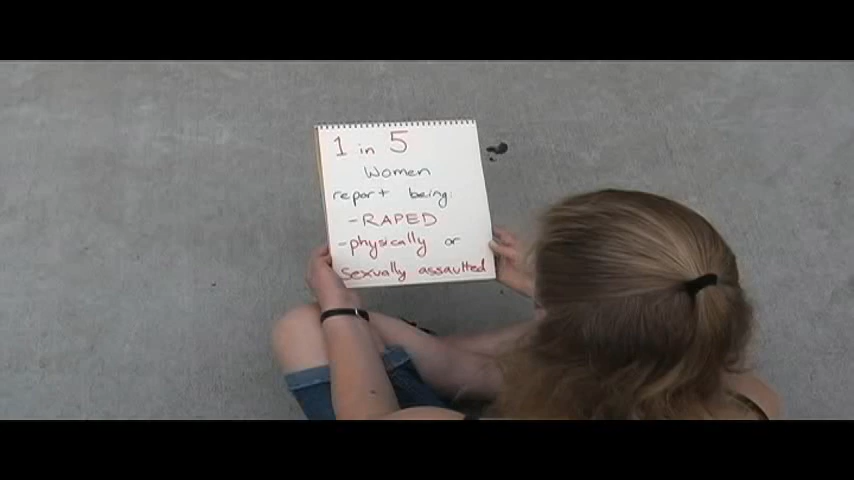 1 in 5
Women
report being:
- RAPED
- physically or
sexually assaulted